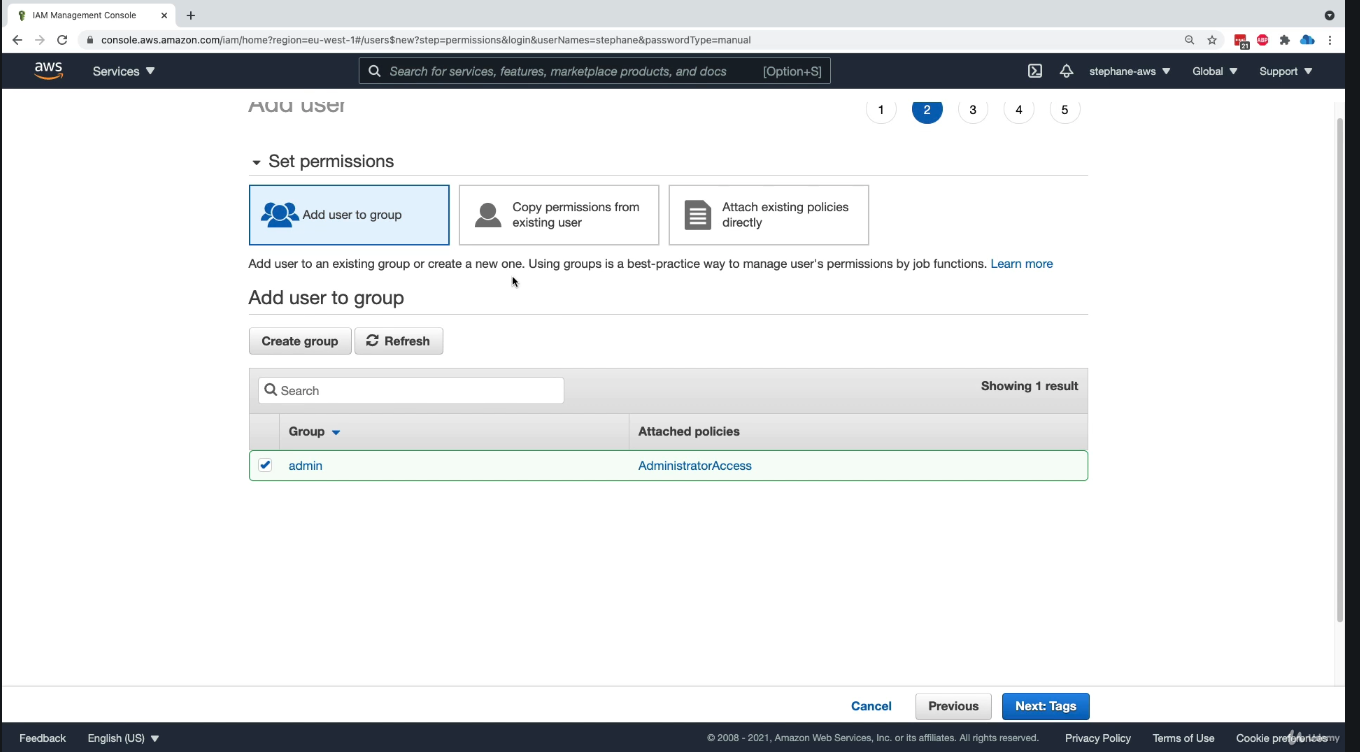 IAM Management Console
console.aws.amazon.com/iam/home?region=eu-west-1#/users$new?step=permissions&login&userNames=stephane&passwordType=manual
21
ABP
aws Services Search for services, features, marketplace products, and docs [Option+S] stephane-aws Global Support
Add user 1 2 3 4 5
Set permissions
Add user to group
Copy permissions from
existing user
Attach existing policies
directly
Add user to an existing group or create a new one. Using groups is a best-practice way to manage user's permissions by job functions. Learn more
Add user to group
Create group Refresh
Search Showing 1 result
Group Attached policies
admin AdministratorAccess
Cancel Previous Next: Tags
Feedback English (US) © 2008 - 2021, Amazon Web Services, Inc. or its affiliates. All rights reserved. Privacy Policy Terms of Use Cookie preferences